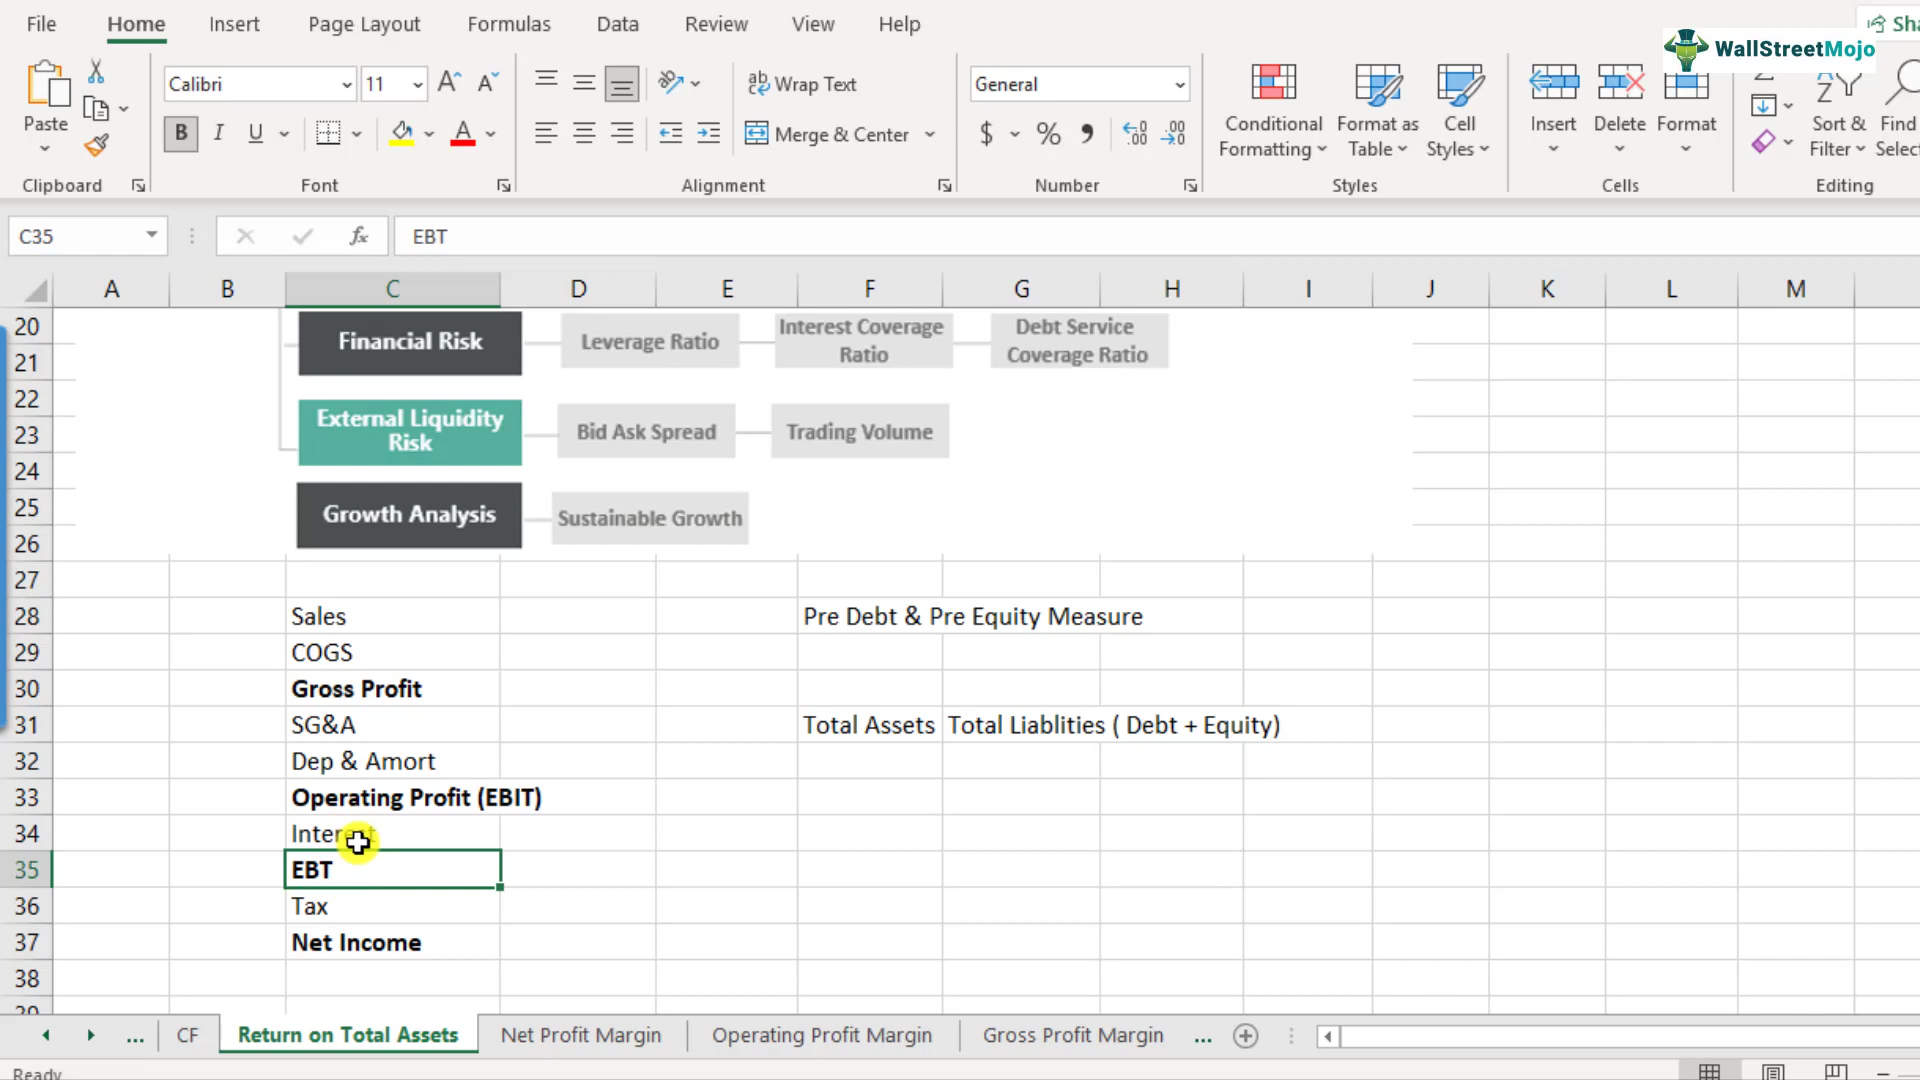 File Home Insert Page Layout Formulas Data Review View Help
WallStreetMojo
Paste
Calibri 11
B I U
Wrap Text
Merge & Center
General
$ %
Conditional Formatting
Format as Table
Cell Styles
Insert Delete Format
Sort & Filter
Clipboard Font Alignment Number Styles Cells Editing
C35 fx EBT
A B C D E F G H I J K L M
20
21
22
23
24
25
26
27
28
29
30
31
32
33
34
35
36
37
38
Financial Risk Leverage Ratio Interest Coverage Ratio Debt Service Coverage Ratio
External Liquidity Risk Bid Ask Spread Trading Volume
Growth Analysis Sustainable Growth
Sales Pre Debt & Pre Equity Measure
COGS
Gross Profit
SG&A Total Assets Total Liablities ( Debt + Equity)
Dep & Amort
Operating Profit (EBIT)
Interest
EBT
Tax
Net Income
... CF Return on Total Assets Net Profit Margin Operating Profit Margin Gross Profit Margin ...
Ready